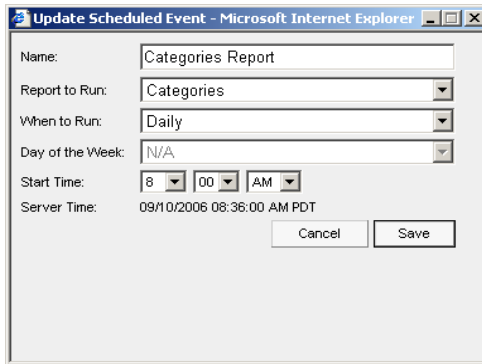 Update Scheduled Event - Microsoft Internet Explorer
Name: Categories Report
Report to Run: Categories
When to Run: Daily
Day of the Week: N/A
Start Time: 8 00 AM
Server Time: 09/10/2006 08:36:00 AM PDT
Cancel Save